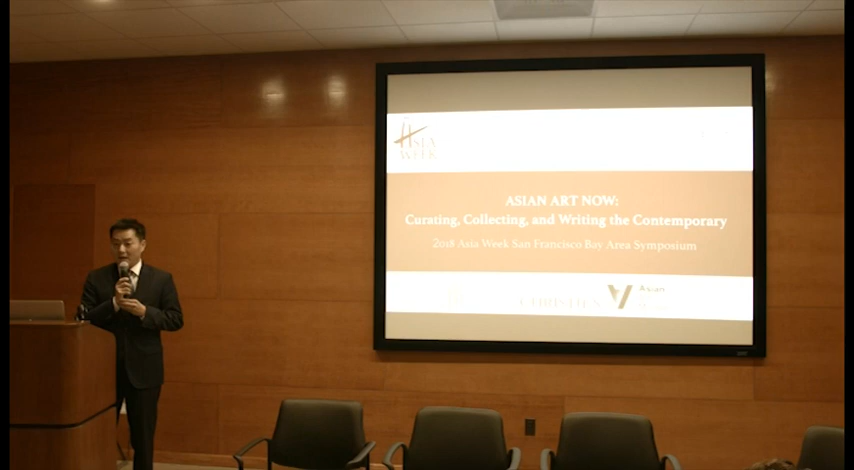 ASIA
WEEK
ASIAN ART NOW:
Curating, Collecting, and Writing the Contemporary
2018 Asia Week San Francisco Bay Area Symposium
CHRISTIE'S
Asian